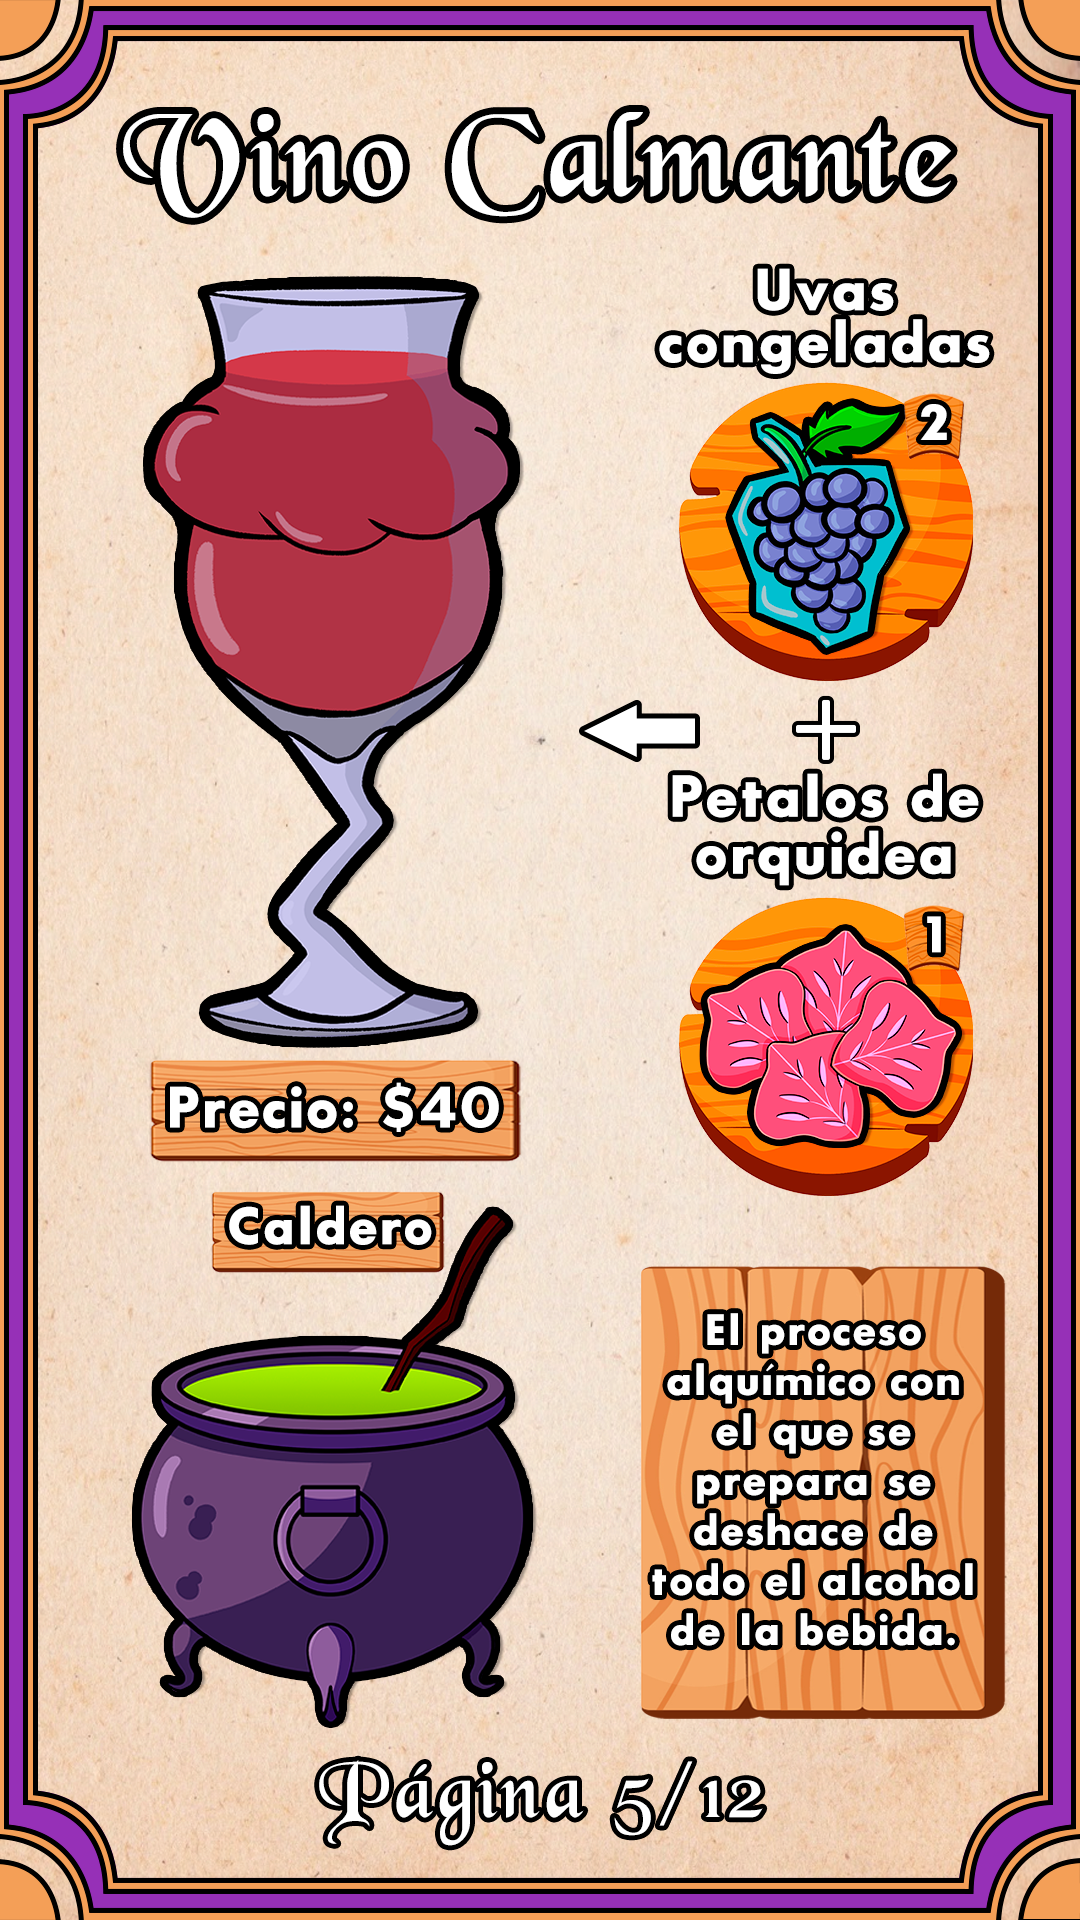 Vino Calmante
Uvas
congeladas
2
Petalos de
orquidea
1
Precio: $40
Caldero
El proceso
alquímico con
el que se
prepara se
deshace de
todo el alcohol
de la bebida.
Página 5/12